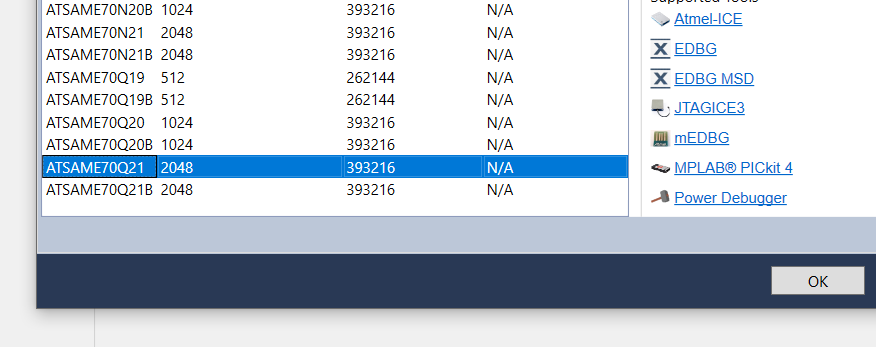 ATSAME70N20B 1024 393216 N/A
ATSAME70N21 2048 393216 N/A
ATSAME70N21B 2048 393216 N/A
ATSAME70Q19 512 262144 N/A
ATSAME70Q19B 512 262144 N/A
ATSAME70Q20 1024 393216 N/A
ATSAME70Q20B 1024 393216 N/A
ATSAME70Q21 2048 393216 N/A
ATSAME70Q21B 2048 393216 N/A
Supported Tools
Atmel-ICE
EDBG
EDBG MSD
JTAGICE3
mEDBG
MPLAB® PICkit 4
Power Debugger
OK